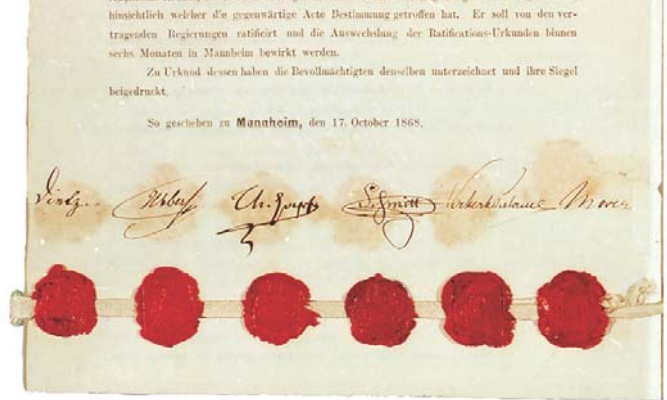 hinsichtlich welcher die gegenwärtige Acte Bestimmung getroffen hat. Er soll von den ver-
tragenden Regierungen ratificirt und die Auswechslung der Ratifications-Urkunden binnen
sechs Monaten in Mannheim bewirkt werden.
Zu Urkund dessen haben die Bevollmächtigten denselben unterzeichnet und ihre Siegel
beigedruckt.
So geschehen zu Mannheim, den 17. October 1868.
Dietz. Schmitt